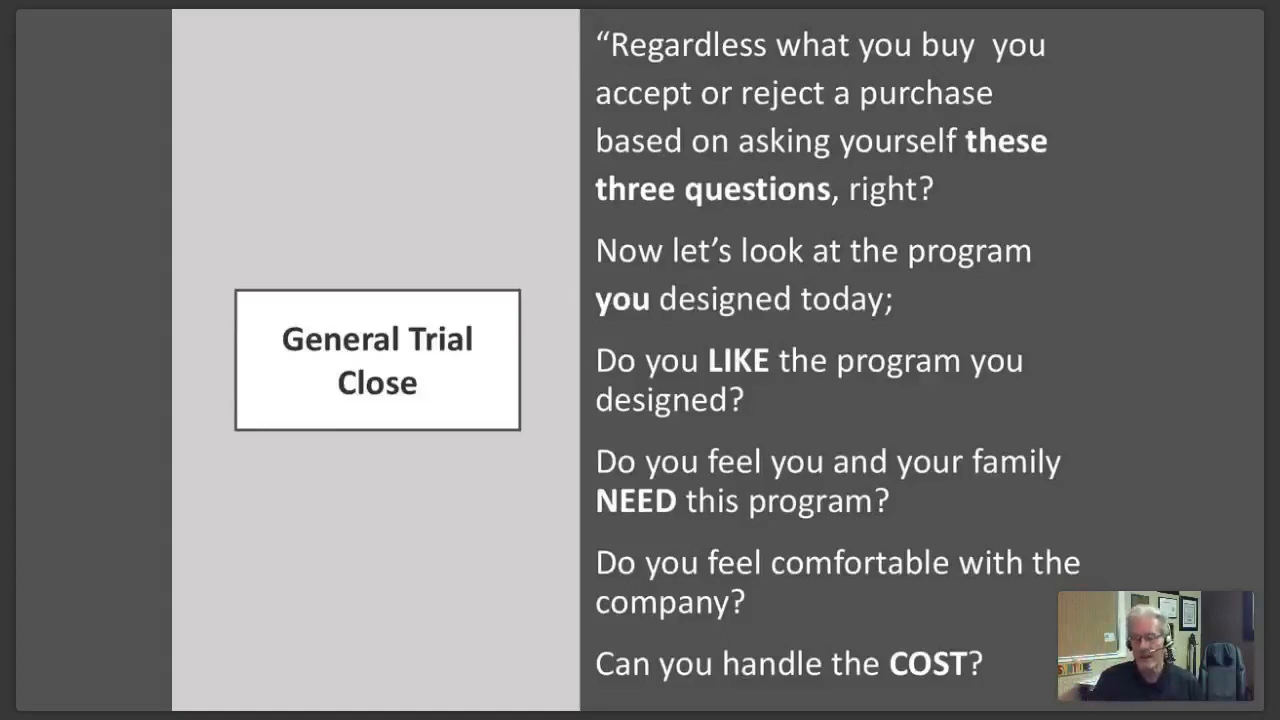 General Trial
Close
“Regardless what you buy  you
accept or reject a purchase
based on asking yourself these
three questions, right?
Now let’s look at the program
you designed today;
Do you LIKE the program you
designed?
Do you feel you and your family
NEED this program?
Do you feel comfortable with the
company?
Can you handle the COST?